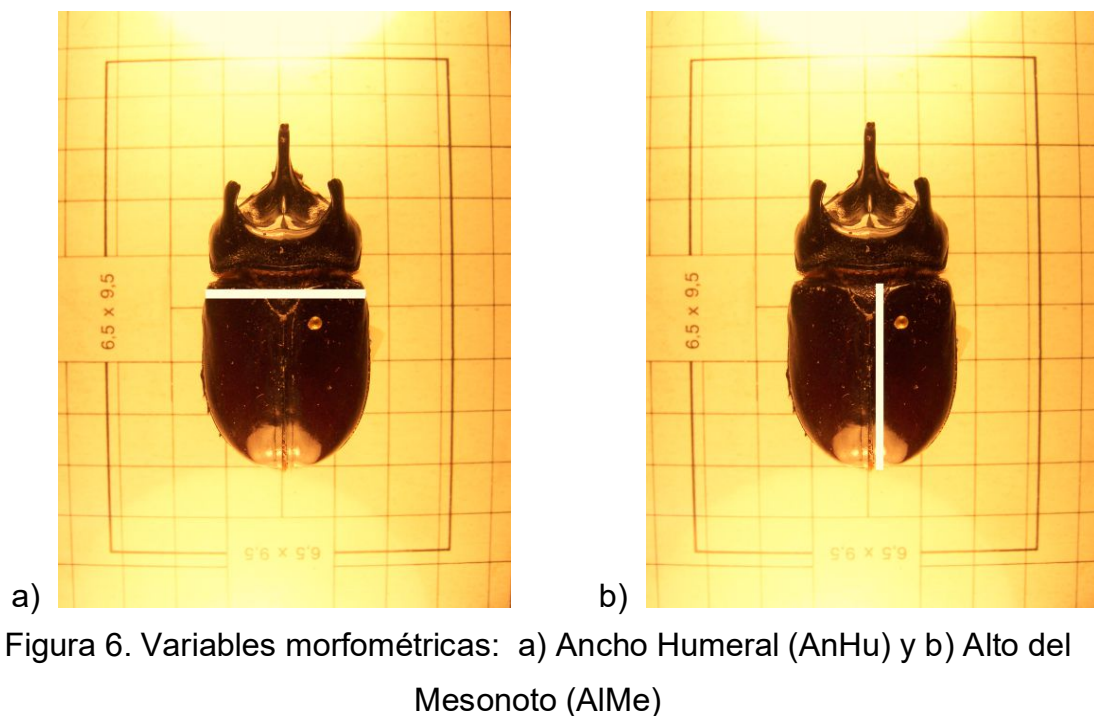 6,5 x 9,5
6,5 x 9,5
6,5 x 9,5
6,5 x 9,5
a)
b)
Figura 6. Variables morfométricas: a) Ancho Humeral (AnHu) y b) Alto del
Mesonoto (AlMe)